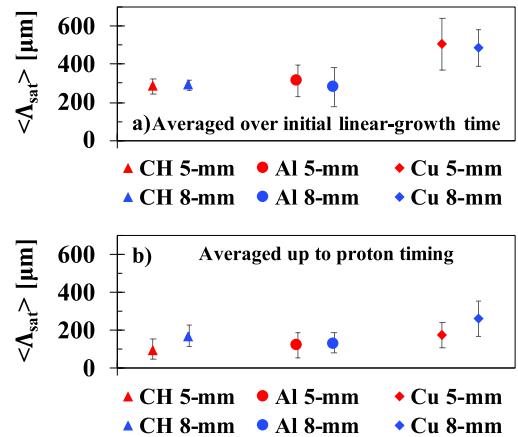 <Λsat> [μm]
600
400
200
0
a) Averaged over initial linear-growth time
CH 5-mm Al 5-mm Cu 5-mm
CH 8-mm Al 8-mm Cu 8-mm
<Λsat> [μm]
600
400
200
0
b) Averaged up to proton timing
CH 5-mm Al 5-mm Cu 5-mm
CH 8-mm Al 8-mm Cu 8-mm